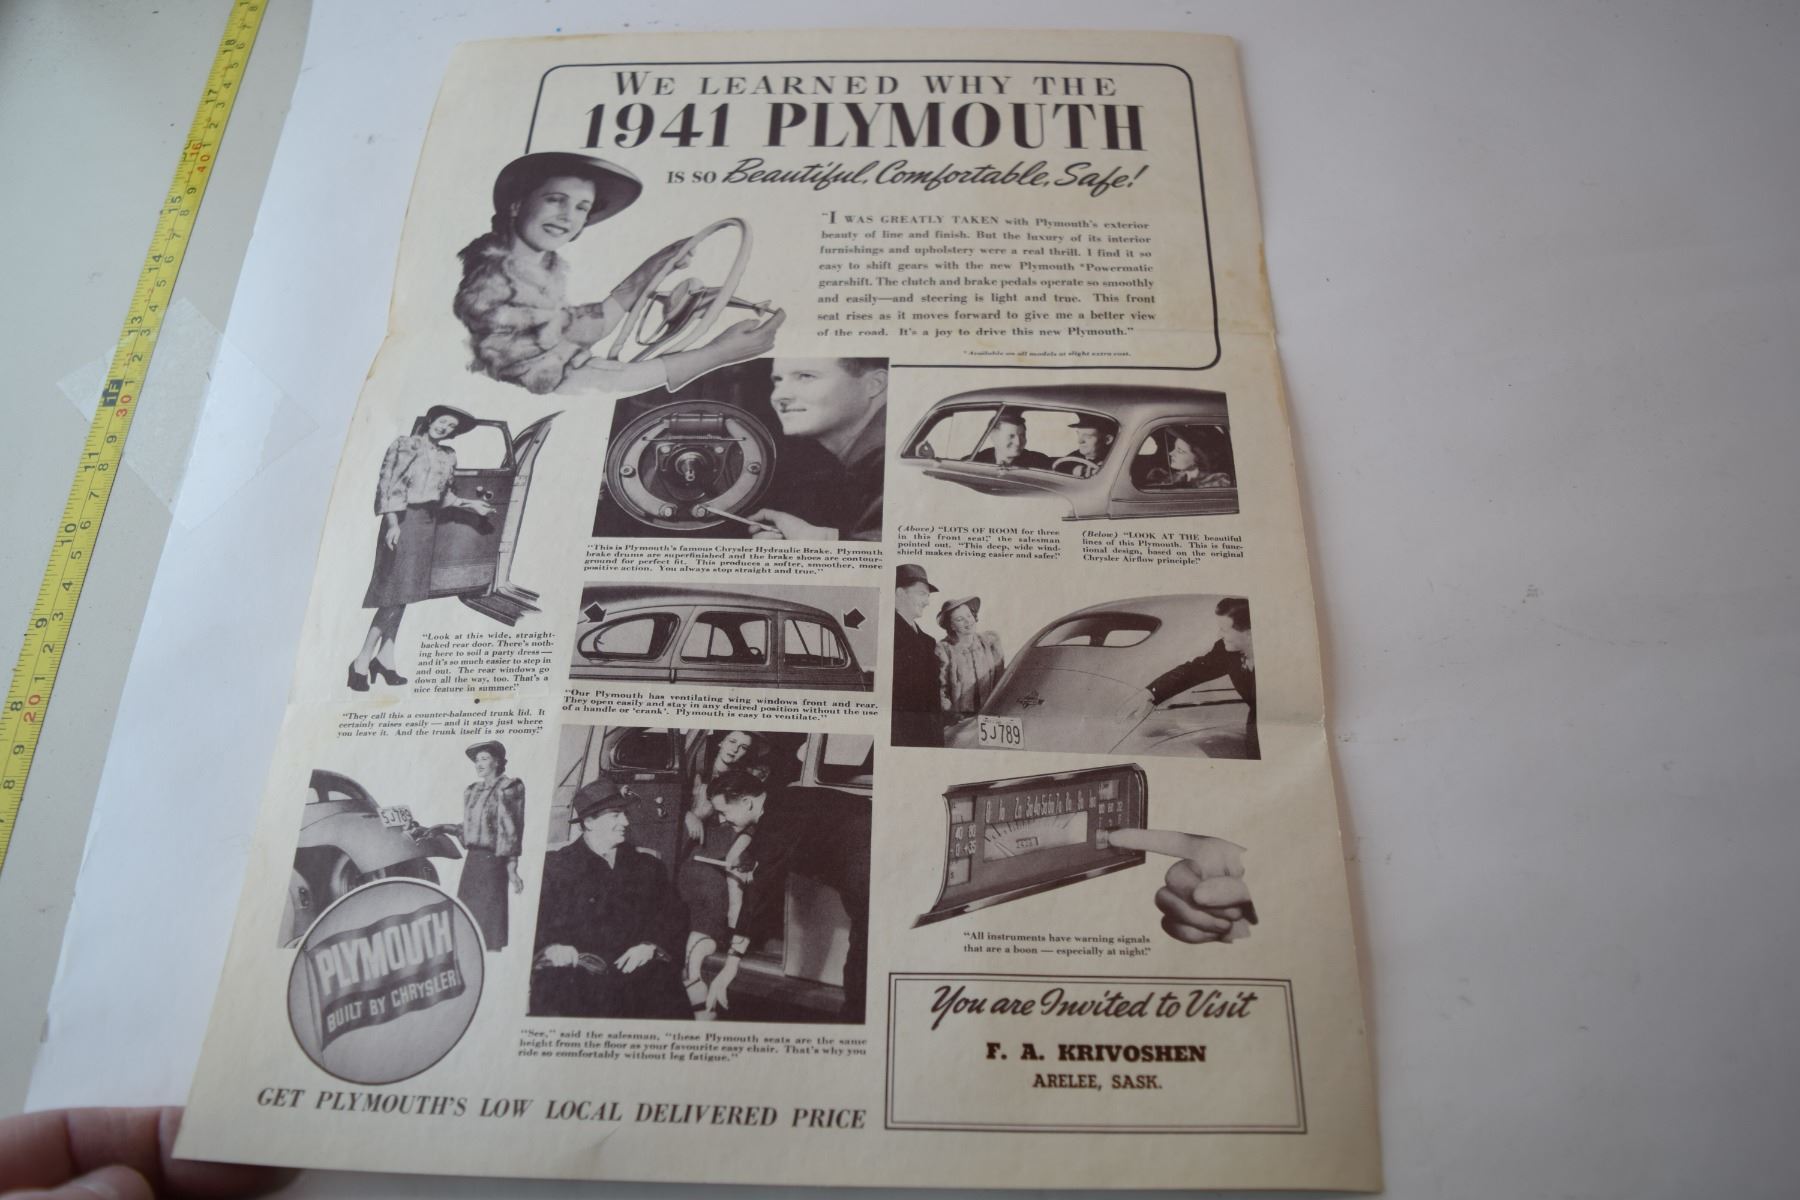 WE LEARNED WHY THE
1941 PLYMOUTH
IS SO Beautiful, Comfortable, Safe!
"I WAS GREATLY TAKEN with Plymouth's exterior
beauty of line and finish. But the luxury of its interior
furnishings and upholstery were a real thrill. I find it so
easy to shift gears with the new Plymouth *Powermatic
gearshift. The clutch and brake pedals operate so smoothly
and easily—and steering is light and true. This front
seat rises as it moves forward to give me a better view
of the road. It's a joy to drive this new Plymouth."
*Available on all models at slight extra cost.
"This is Plymouth's famous Chrysler Hydraulic Brake. Plymouth
brake drums are superfinished and the brake shoes are contour-
ground for perfect fit. This produces a softer, smoother, more
positive action. You always stop straight and true."
(Above) "LOTS OF ROOM for three
in this front seat," the salesman
pointed out. "This deep, wide wind-
shield makes driving easier and safer."
(Below) "LOOK AT THE beautiful
lines of this Plymouth. This is func-
tional design, based on the original
Chrysler Airflow principle."
"Look at this wide, straight-
backed rear door. There's noth-
ing here to soil a party dress—
and it's so much easier to step in
and out. The rear windows go
down all the way, too. That's a
nice feature in summer."
"Our Plymouth has ventilating wing windows front and rear.
They open easily and stay in any desired position without the use
of a handle or 'crank'. Plymouth is easy to ventilate."
"They call this a counter-balanced trunk lid. It
certainly raises easily — and it stays just where
you leave it. And the trunk itself is so roomy."
5J789
5J789
"All instruments have warning signals
that are a boon — especially at night."
PLYMOUTH
BUILT BY CHRYSLER!
"See," said the salesman, "these Plymouth seats are the same
height from the floor as your favourite easy chair. That's why you
ride so comfortably without leg fatigue."
GET PLYMOUTH'S LOW LOCAL DELIVERED PRICE
You are Invited to Visit
F. A. KRIVOSHEN
ARELEE, SASK.